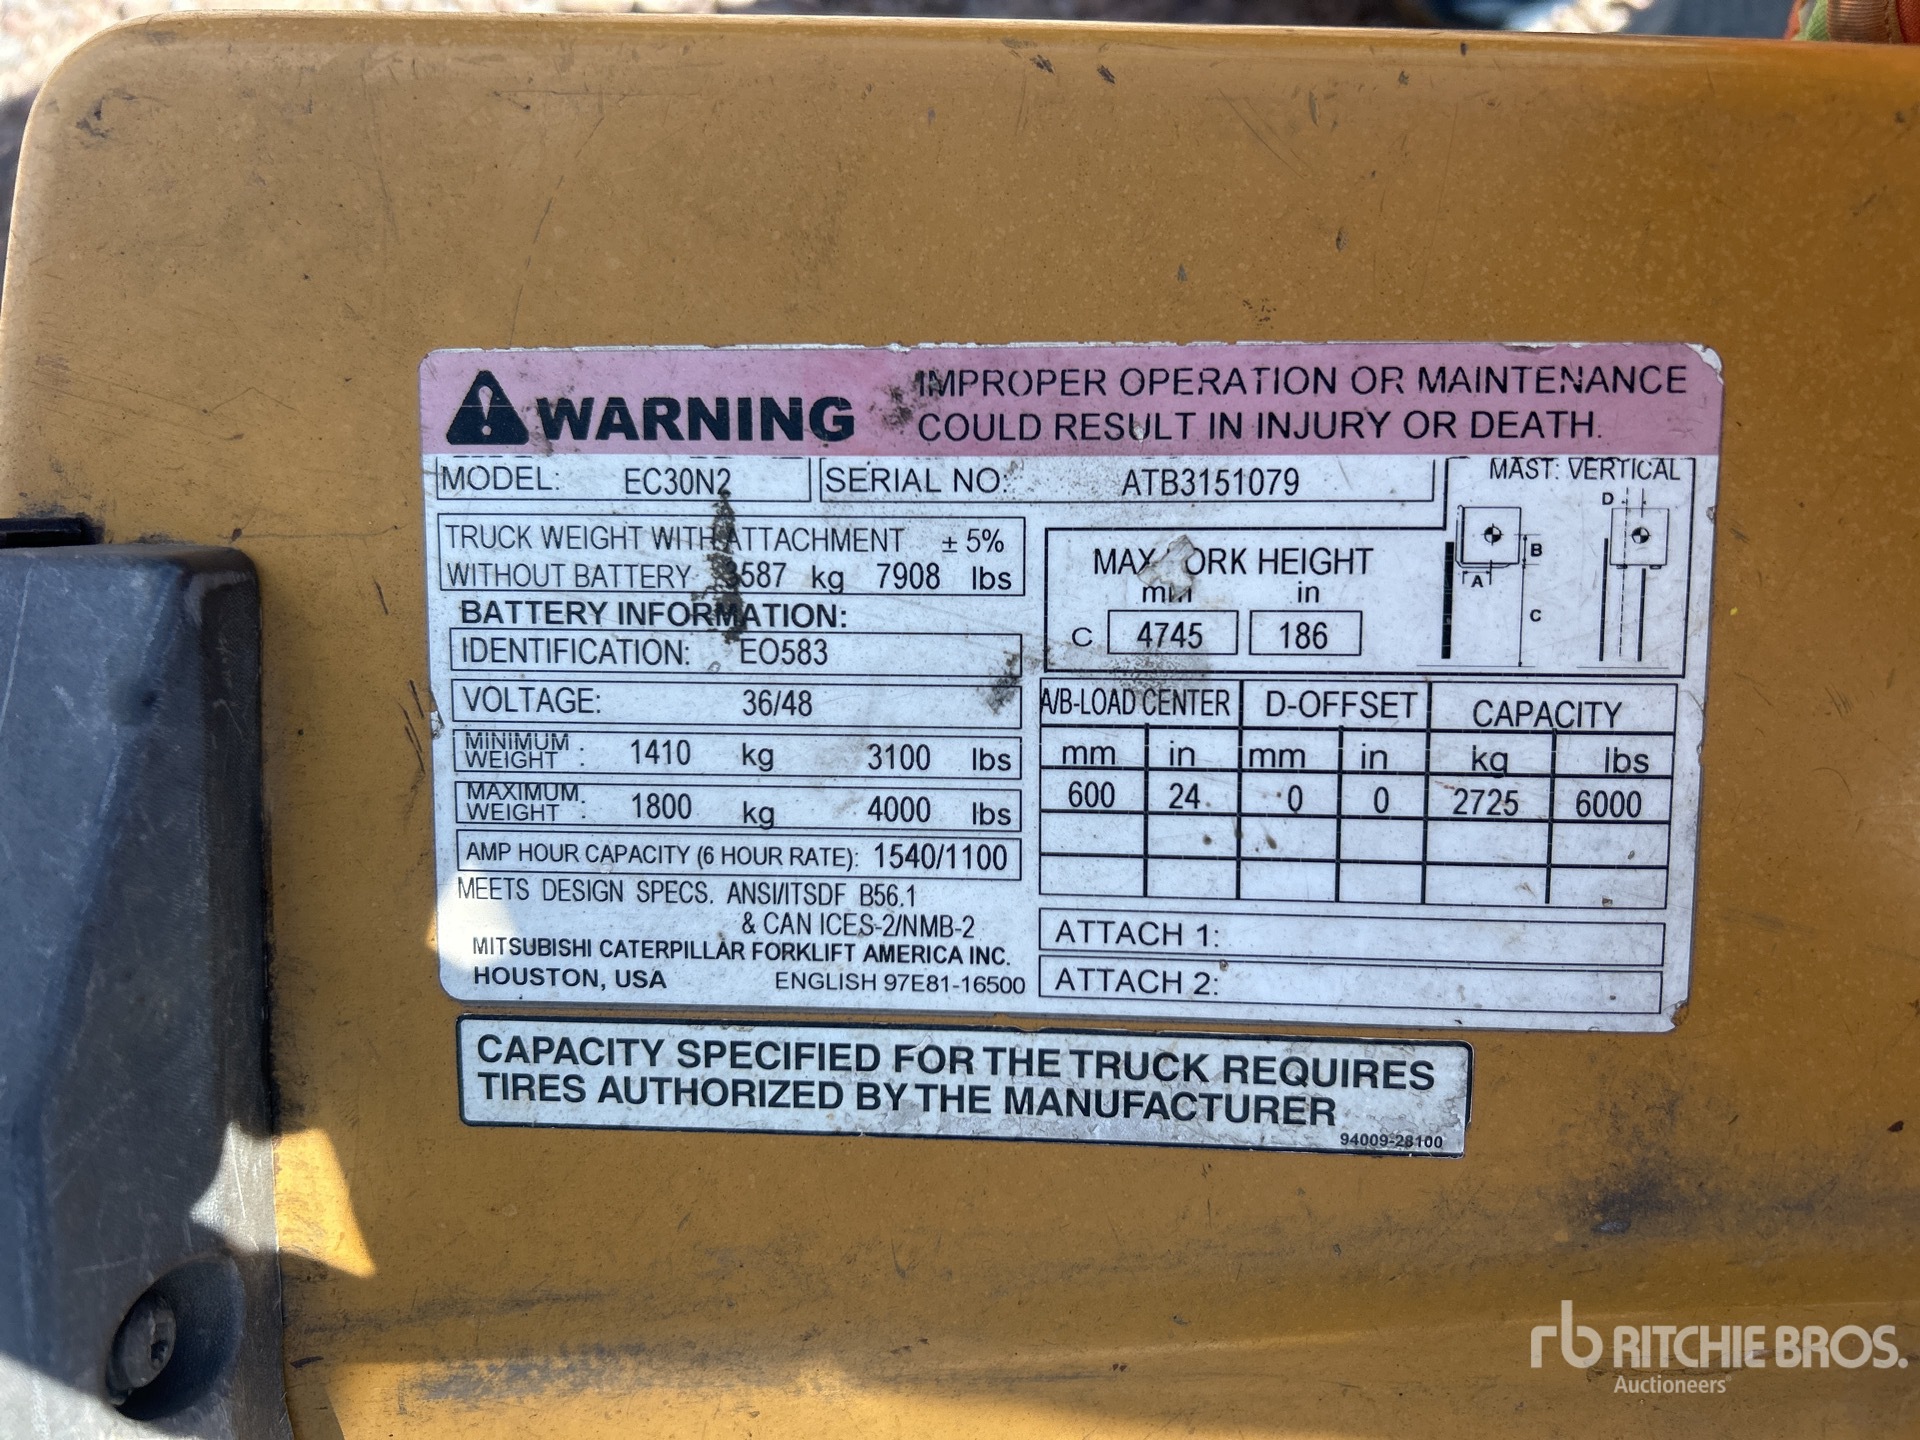 WARNING
IMPROPER OPERATION OR MAINTENANCE
COULD RESULT IN INJURY OR DEATH.
MODEL: EC30N2
SERIAL NO: ATB3151079
MAST: VERTICAL
D
B
A
C
TRUCK WEIGHT WITH ATTACHMENT ± 5%
WITHOUT BATTERY 3587 kg 7908 lbs
BATTERY INFORMATION:
IDENTIFICATION: EO583
VOLTAGE: 36/48
MINIMUM
WEIGHT : 1410 kg 3100 lbs
MAXIMUM
WEIGHT : 1800 kg 4000 lbs
AMP HOUR CAPACITY (6 HOUR RATE): 1540/1100
MEETS DESIGN SPECS. ANSI/ITSDF B56.1
& CAN ICES-2/NMB-2
MITSUBISHI CATERPILLAR FORKLIFT AMERICA INC.
HOUSTON, USA ENGLISH 97E81-16500
MAX HEIGHT
mm in
C 4745 186
A/B-LOAD CENTER D-OFFSET CAPACITY
mm in mm in kg lbs
600 24 0 0 2725 6000
ATTACH 1:
ATTACH 2:
CAPACITY SPECIFIED FOR THE TRUCK REQUIRES
TIRES AUTHORIZED BY THE MANUFACTURER
94009-28100
rb RITCHIE BROS.
Auctioneers